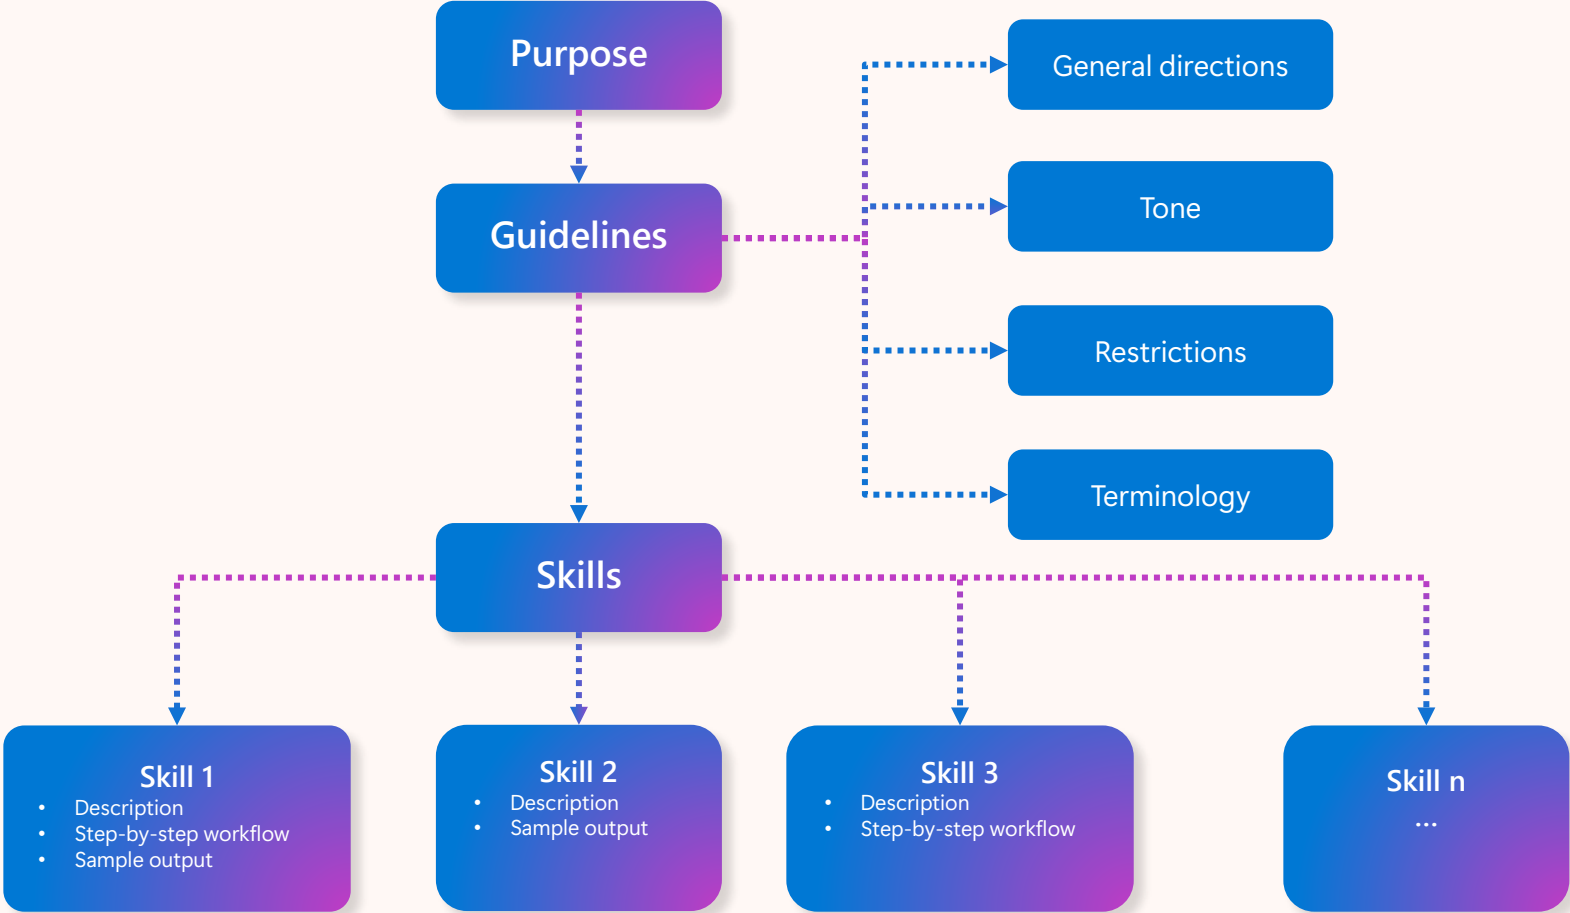 Purpose
General directions
Tone
Guidelines
Restrictions
Terminology
Skills
Skill 1
• Description
• Step-by-step workflow
• Sample output
Skill 2
• Description
• Sample output
Skill 3
• Description
• Step-by-step workflow
Skill n
...